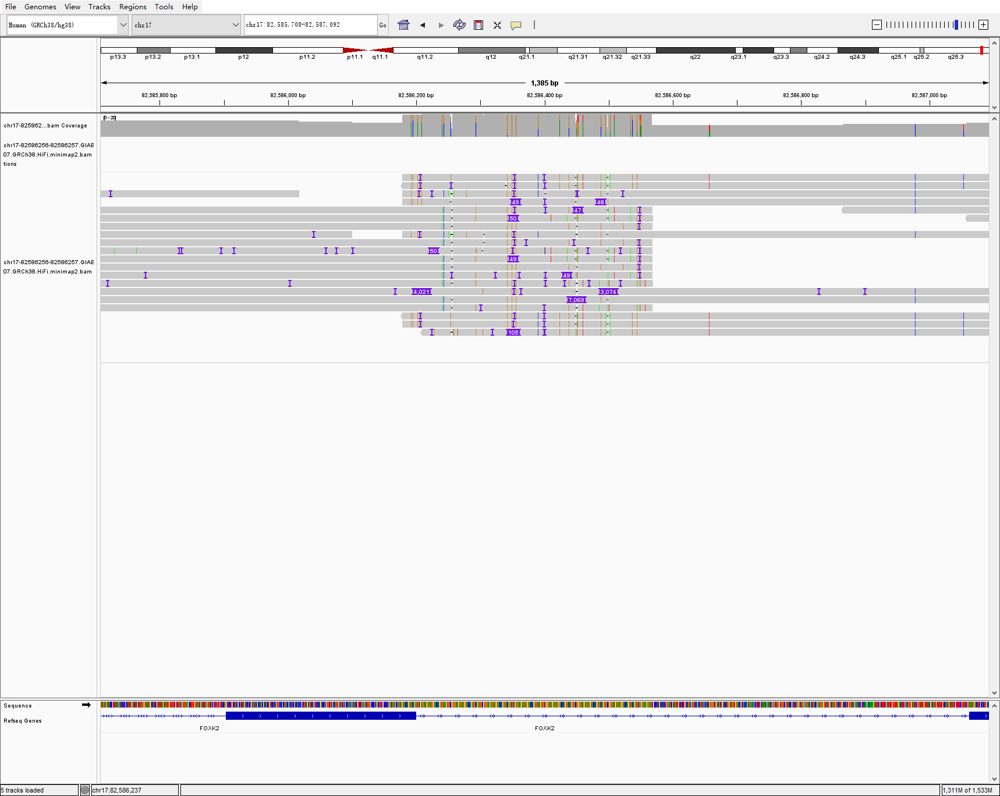 File Genomes View Tracks Regions Tools Help
Human (GRCh38/hg38) chr17 chr17:82,585,708-82,587,092 Go
p13.3 p13.2 p13.1 p12 p11.2 p11.1 q11.1 q11.2 q12 q21.1 q21.31 q21.32 q21.33 q22 q23.1 q23.3 q24.2 q24.3 q25.1 q25.2 q25.3
1,385 bp
82,585,800 bp 82,586,000 bp 82,586,200 bp 82,586,400 bp 82,586,600 bp 82,586,800 bp 82,587,000 bp
[0 - 20]
chr17-825862...bam Coverage
chr17-82586256-82586257.GIAB
07.GRCh38.HiFi.minimap2.bam
tions
49 48
47
50
50
49
chr17-82586256-82586257.GIAB
07.GRCh38.HiFi.minimap2.bam
49
4,021 3,074
7,069
105
Sequence
Refseq Genes
FOXK2 FOXK2
5 tracks loaded chr17:82,586,237 1,311M of 1,533M